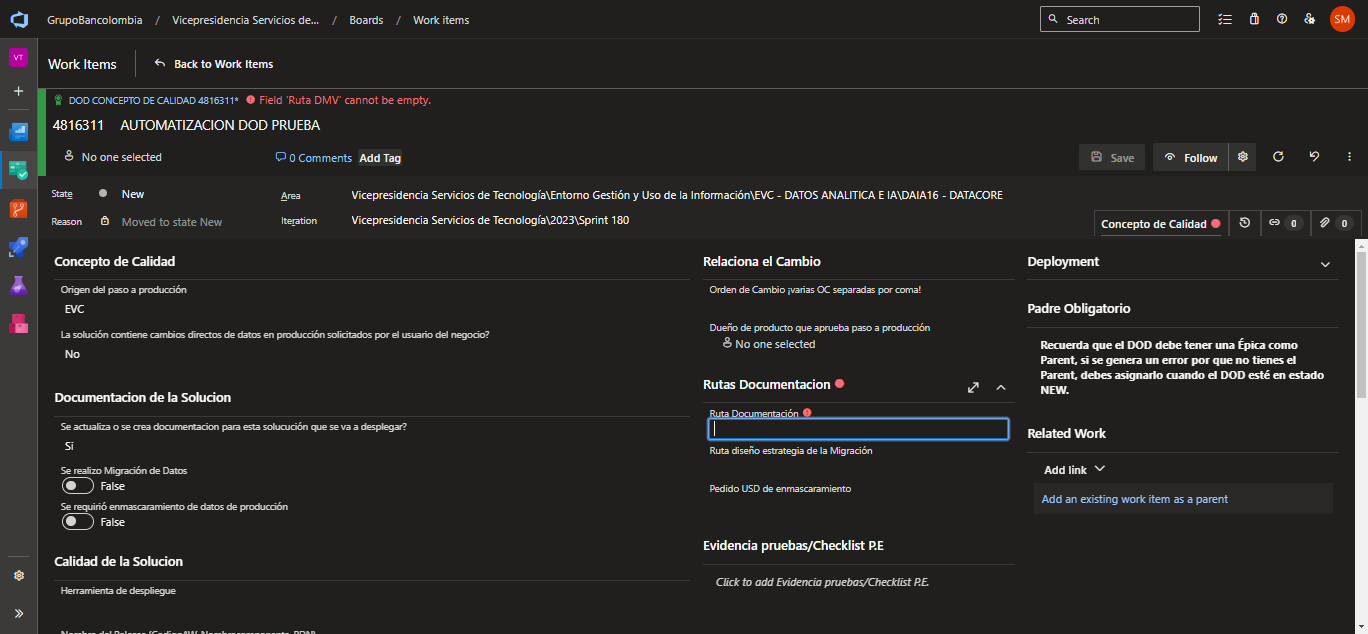 GrupoBancolombia / Vicepresidencia Servicios de... / Boards / Work items
Search
SM
VT
Work Items
Back to Work Items
DOD CONCEPTO DE CALIDAD 4816311* Field 'Ruta DMV' cannot be empty.
4816311 AUTOMATIZACION DOD PRUEBA
No one selected
0 Comments
Add Tag
Save
Follow
State
New
Area
Vicepresidencia Servicios de Tecnología\Entorno Gestión y Uso de la Información\EVC - DATOS ANALITICA E IA\DAIA16 - DATACORE
Reason
Moved to state New
Iteration
Vicepresidencia Servicios de Tecnología\2023\Sprint 180
Concepto de Calidad
0
0
Concepto de Calidad
Origen del paso a producción
EVC
La solución contiene cambios directos de datos en producción solicitados por el usuario del negocio?
No
Documentacion de la Solucion
Se actualiza o se crea documentacion para esta solucución que se va a desplegar?
Si
Se realizo Migración de Datos
False
Se requirió enmascaramiento de datos de producción
False
Calidad de la Solucion
Herramienta de despliegue
Relaciona el Cambio
Orden de Cambio ¡varias OC separadas por coma!
Dueño de producto que aprueba paso a producción
No one selected
Rutas Documentacion
Ruta Documentación
Ruta diseño estrategia de la Migración
Pedido USD de enmascaramiento
Evidencia pruebas/Checklist P.E
Click to add Evidencia pruebas/Checklist P.E.
Deployment
Padre Obligatorio
Recuerda que el DOD debe tener una Épica como
Parent, si se genera un error por que no tienes el
Parent, debes asignarlo cuando el DOD esté en estado
NEW.
Related Work
Add link
Add an existing work item as a parent